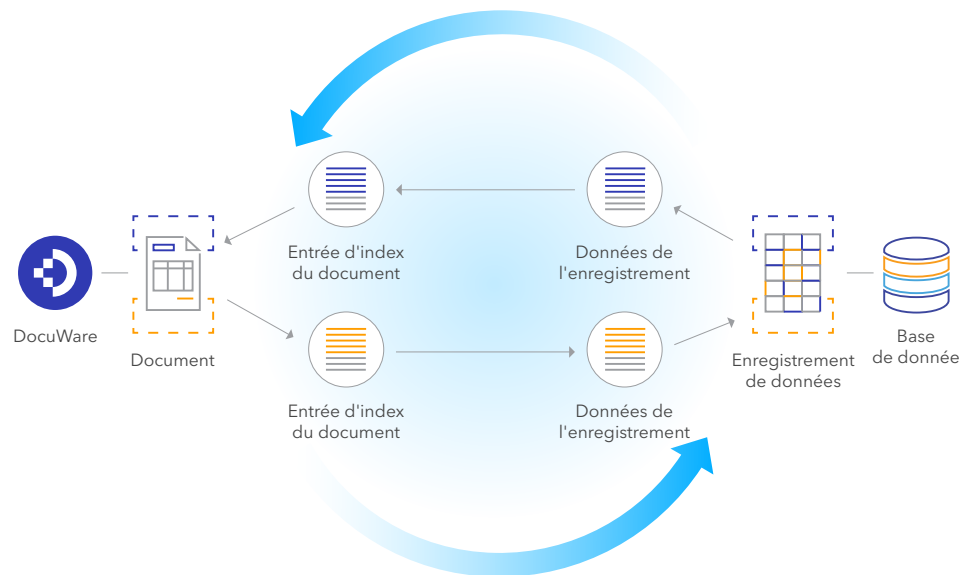 Entrée d'index
du document
Données de
l'enregistrement
DocuWare
Document
Enregistrement
de données
Base
de donnée
Entrée d'index
du document
Données de
l'enregistrement